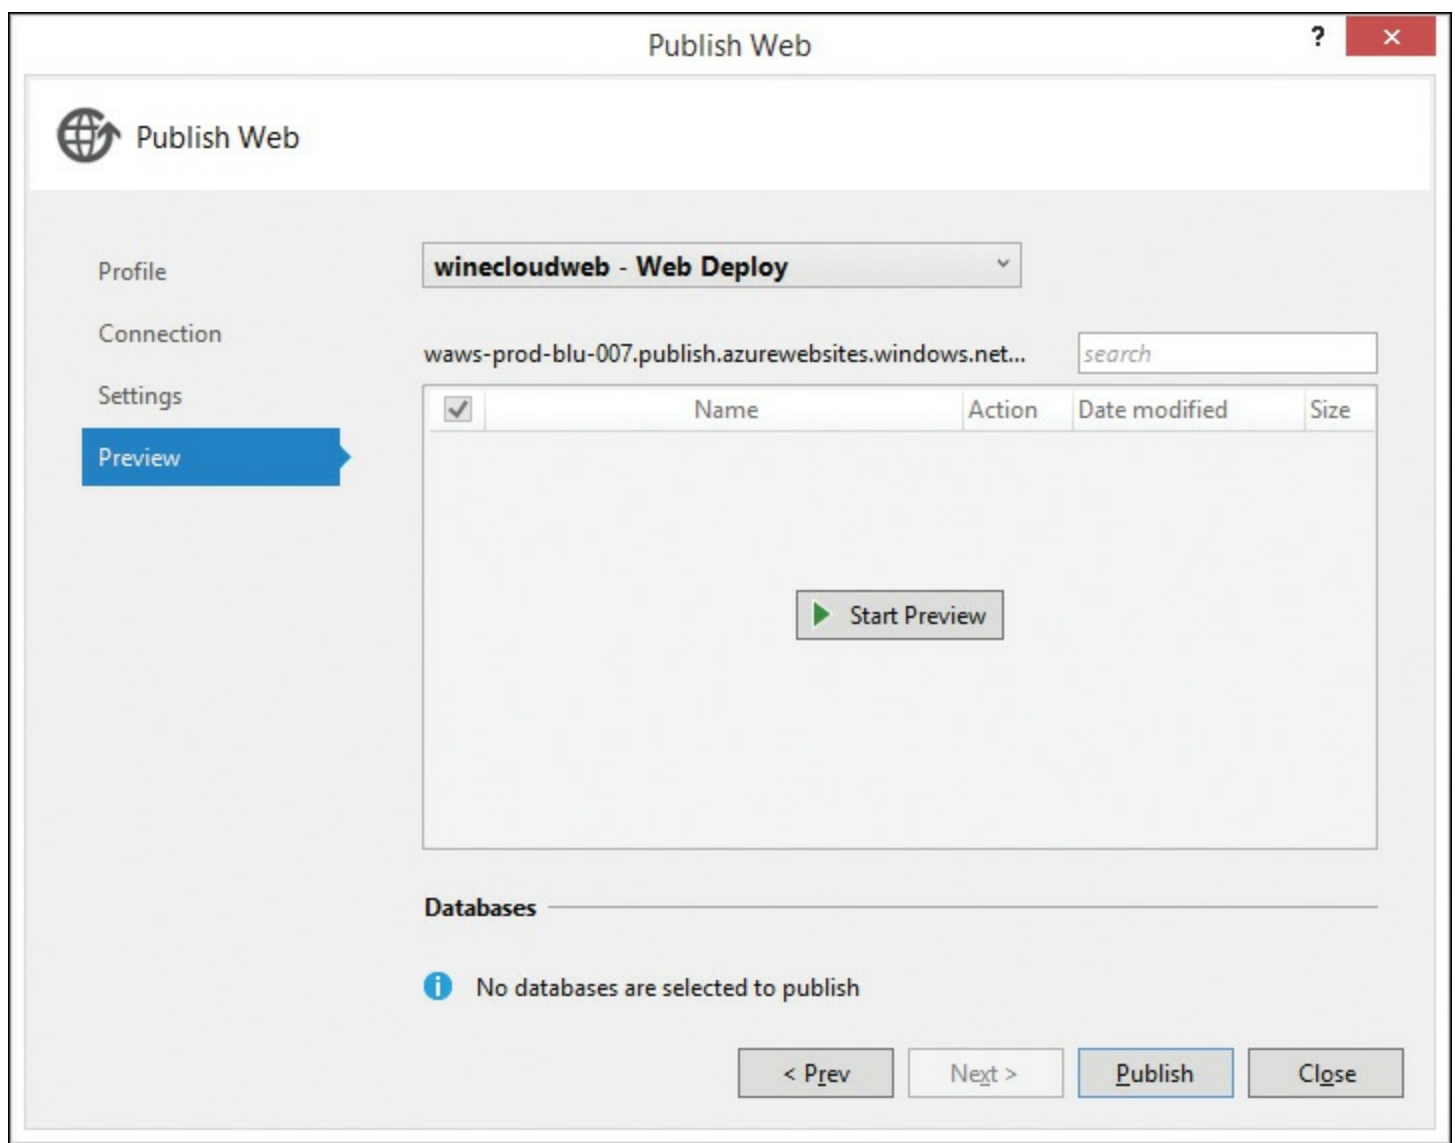 Publish Web
?
Publish Web
Profile
Connection
Settings
Preview
winecloudweb - Web Deploy
waws-prod-blu-007.publish.azurewebsites.windows.net...
search
Name Action Date modified Size
Start Preview
Databases
No databases are selected to publish
< Prev Next > Publish Close